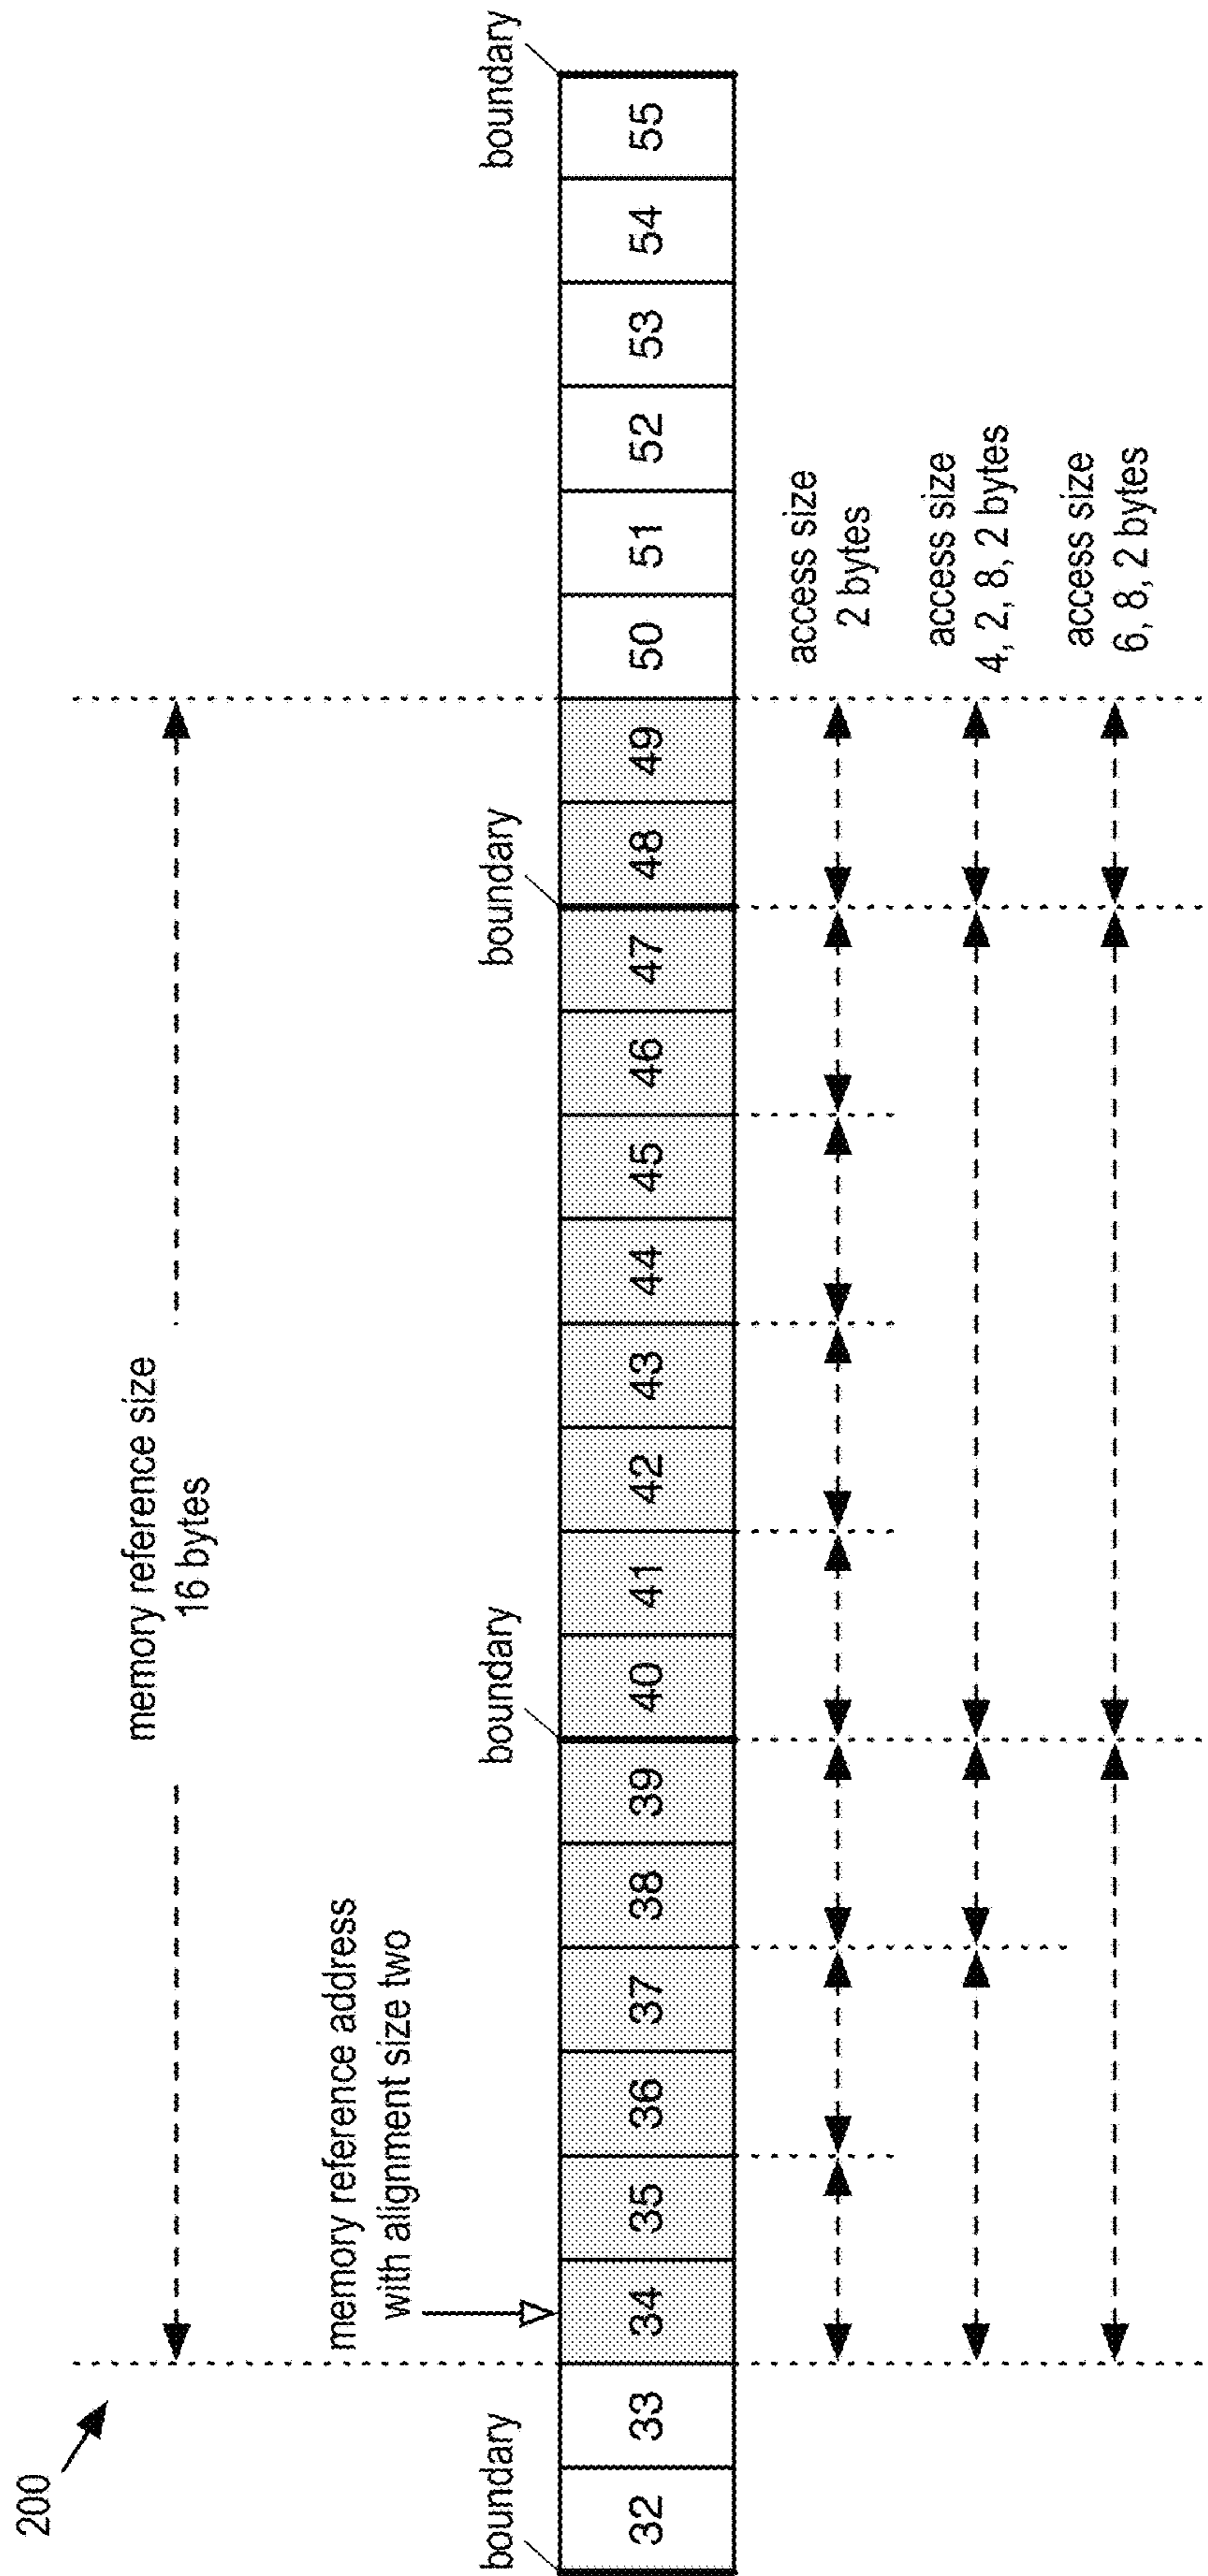 200
memory reference size
16 bytes
memory reference address
with alignment size two
boundary
boundary
boundary
boundary
32 33 34 35 36 37 38 39 40 41 42 43 44 45 46 47 48 49 50 51 52 53 54 55
access size
2 bytes
access size
4, 2, 8, 2 bytes
access size
6, 8, 2 bytes